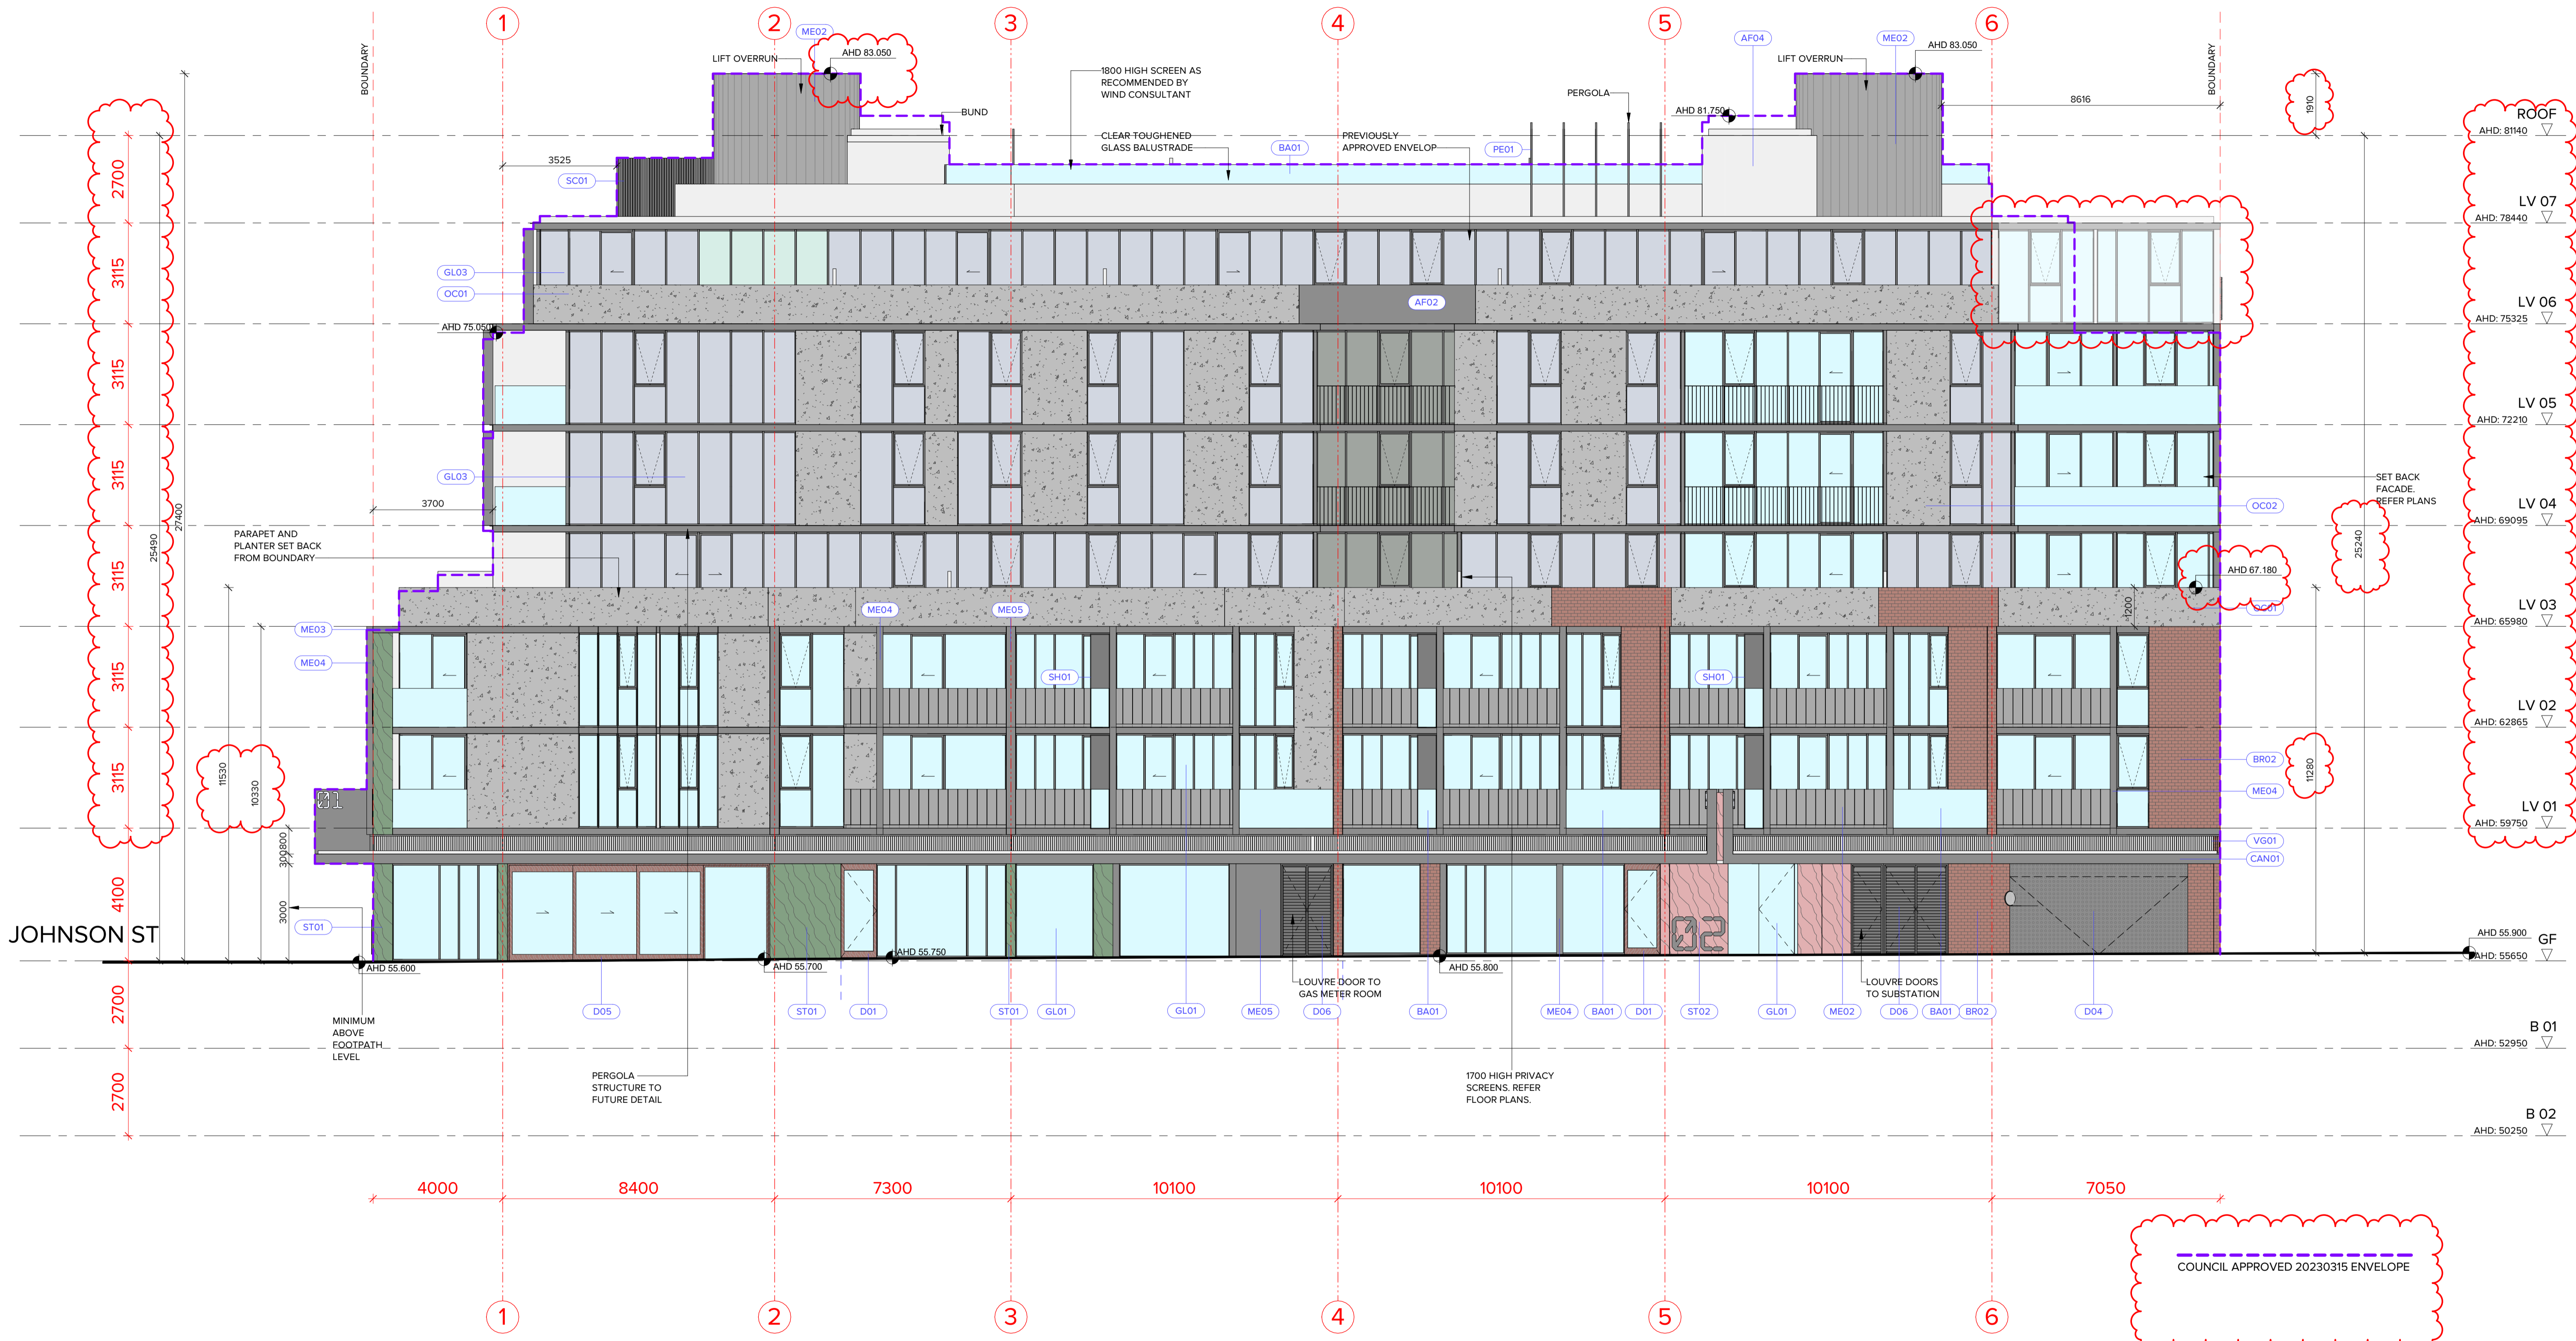 1
2
3
4
5
6
BOUNDARY
BOUNDARY
ME02
AHD 83.050
LIFT OVERRUN
1800 HIGH SCREEN AS
RECOMMENDED BY
WIND CONSULTANT
BUND
CLEAR TOUGHENED
GLASS BALUSTRADE
BA01
PREVIOUSLY
APPROVED ENVELOP
PE01
PERGOLA
AF04
AHD 81.750
LIFT OVERRUN
ME02
AHD 83.050
8616
1910
3525
SC01
ROOF
AHD: 81140
LV 07
AHD: 78440
LV 06
AHD: 75325
LV 05
AHD: 72210
LV 04
AHD: 69095
LV 03
AHD: 65980
LV 02
AHD: 62865
LV 01
AHD: 59750
GF
AHD: 55650
B 01
AHD: 52950
B 02
AHD: 50250
2700
3115
3115
3115
3115
3115
3115
4100
2700
2700
25490
27400
11530
10330
800
300
3000
GL03
OC01
AF02
AHD 75.050
GL03
3700
PARAPET AND
PLANTER SET BACK
FROM BOUNDARY
SET BACK
FACADE.
REFER PLANS
OC02
25240
AHD 67.180
1200
OC01
ME03
ME04
ME04
ME05
SH01
SH01
BR02
ME04
11280
VG01
CAN01
01
02
JOHNSON ST
ST01
AHD 55.600
AHD 55.700
AHD 55.750
AHD 55.800
AHD 55.900
MINIMUM
ABOVE
FOOTPATH
LEVEL
LOUVRE DOOR TO
GAS METER ROOM
LOUVRE DOORS
TO SUBSTATION
D05
ST01
D01
ST01
GL01
GL01
ME05
D06
BA01
ME04
BA01
D01
ST02
GL01
ME02
D06
BA01
BR02
D04
PERGOLA
STRUCTURE TO
FUTURE DETAIL
1700 HIGH PRIVACY
SCREENS. REFER
FLOOR PLANS.
4000
8400
7300
10100
10100
10100
7050
COUNCIL APPROVED 20230315 ENVELOPE
1
2
3
4
5
6